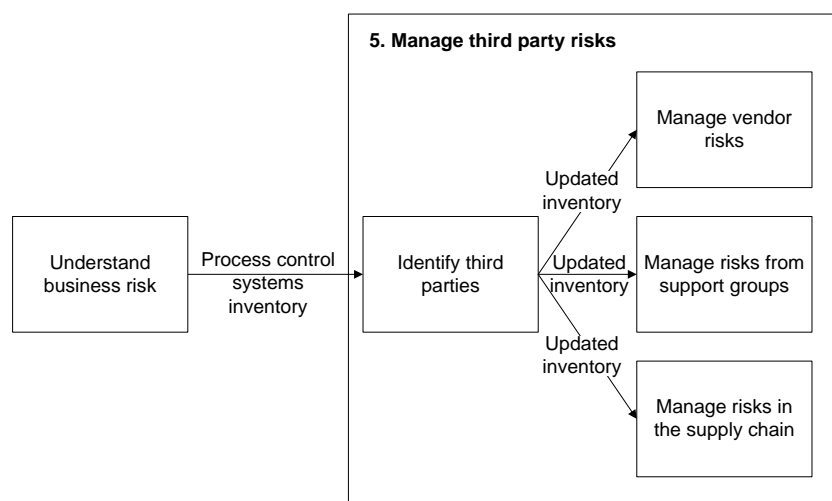 5. Manage third party risks
Manage vendor
risks
Updated
inventory
Understand
business risk
Process control
systems
inventory
Identify third
parties
Updated
inventory
Manage risks from
support groups
Updated
inventory
Manage risks in
the supply chain